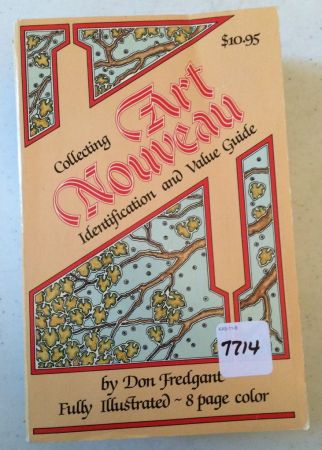 $10.95
Collecting
Art
Nouveau
Identification and Value Guide
7714
by Don Fredgant
Fully Illustrated ~ 8 page color